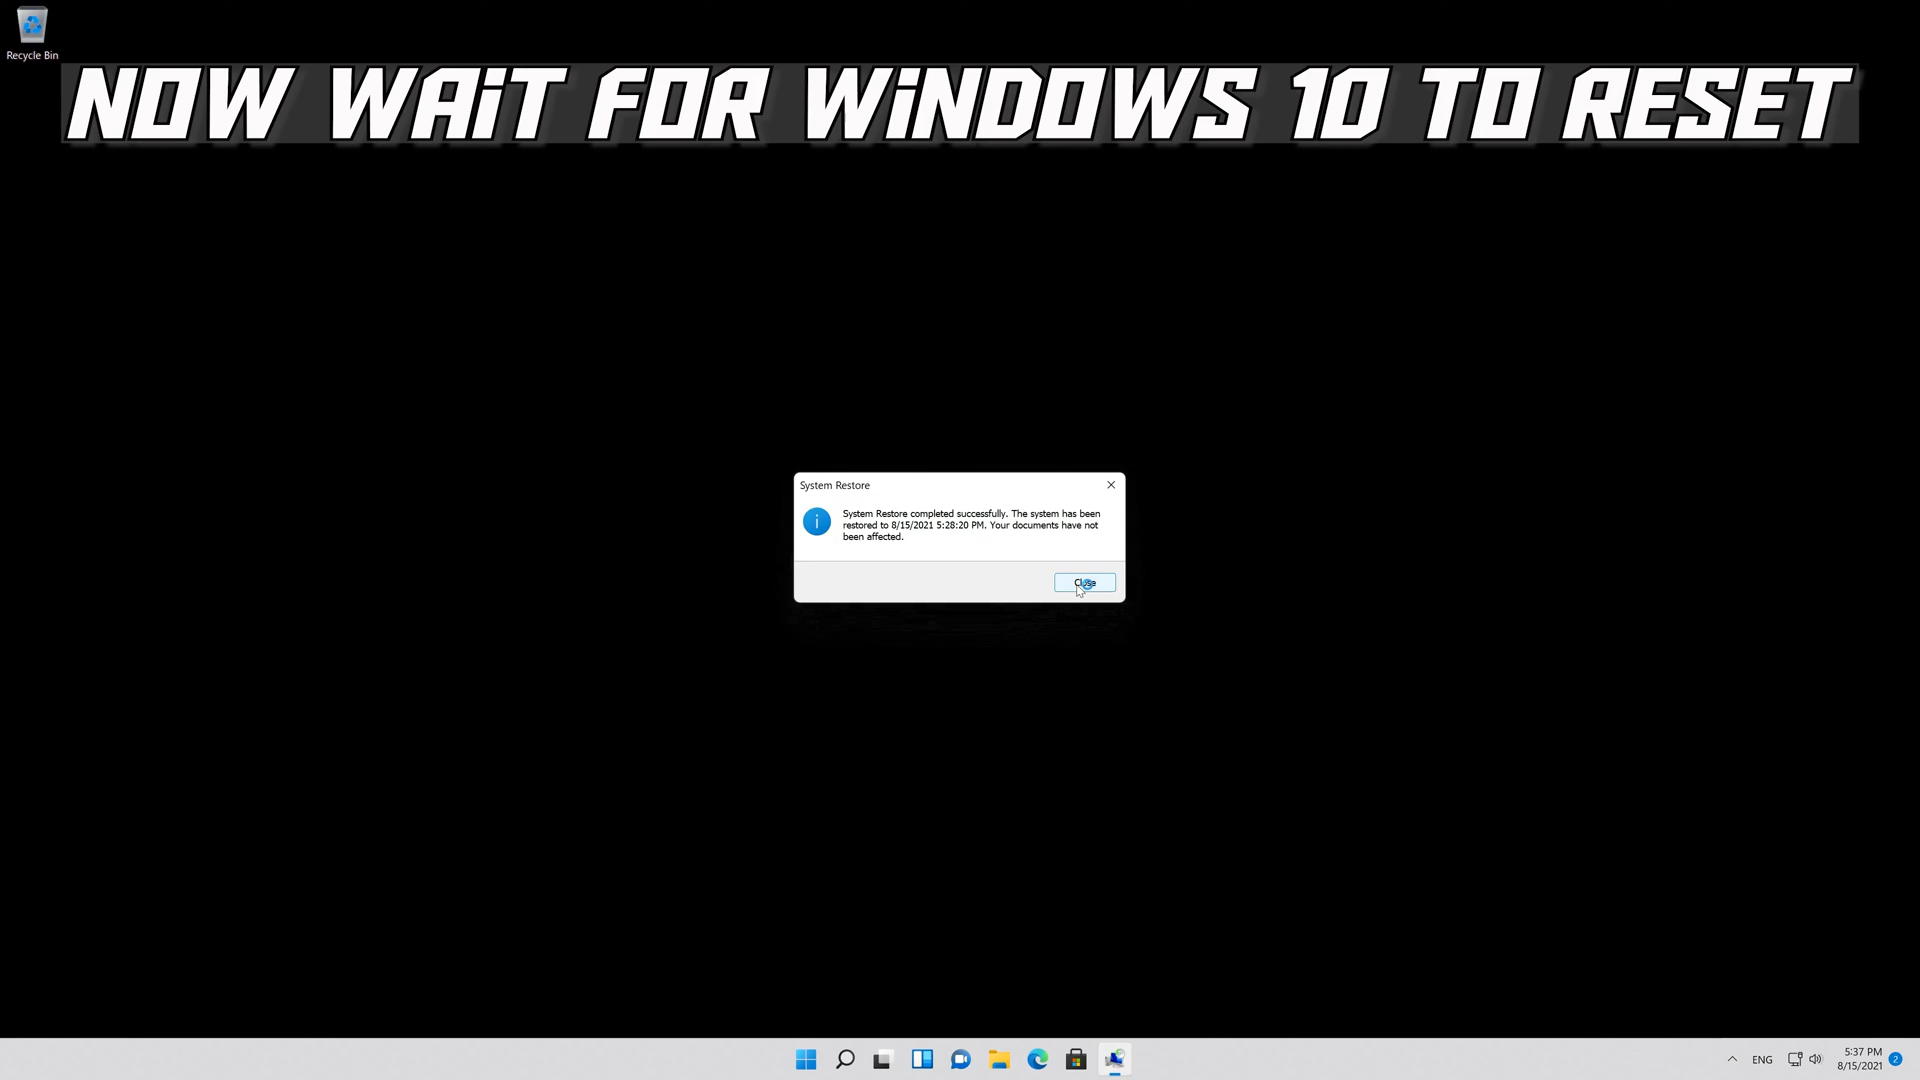 Recycle Bin
NOW WAiT FOR WiNDOWS 10 TO RESET
System Restore
System Restore completed successfully. The system has been
restored to 8/15/2021 5:28:20 PM. Your documents have not
been affected.
Close
ENG
5:37 PM
8/15/2021
2